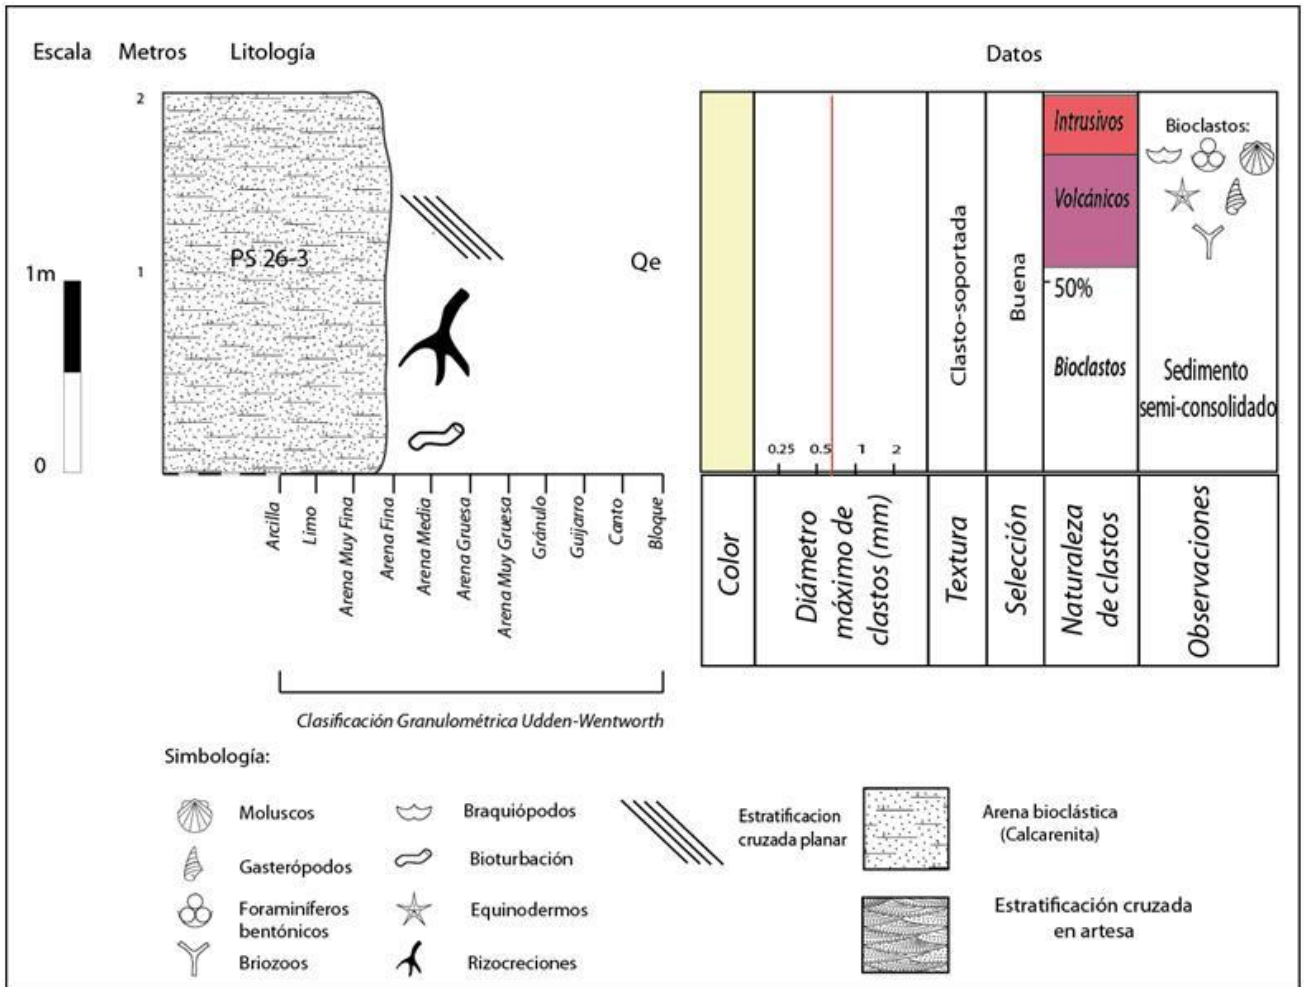 Escala
Metros
Litología
Datos
2
1
1m
0
PS 26-3
Qe
Arcilla
Limo
Arena Muy Fina
Arena Fina
Arena Media
Arena Gruesa
Arena Muy Gruesa
Gránulo
Guijarro
Canto
Bloque
Clasificación Granulométrica Udden-Wentworth
0.25
0.5
1
2
Clasto-soportada
Buena
Intrusivos
Volcánicos
50%
Bioclastos
Bioclastos:
Sedimento
semi-consolidado
Color
Diámetro
máximo de
clastos (mm)
Textura
Selección
Naturaleza
de clastos
Observaciones
Simbología:
Moluscos
Gasterópodos
Foraminíferos
bentónicos
Briozoos
Braquiópodos
Bioturbación
Equinodermos
Rizocreciones
Estratificacion
cruzada planar
Arena bioclástica
(Calcarenita)
Estratificación cruzada
en artesa